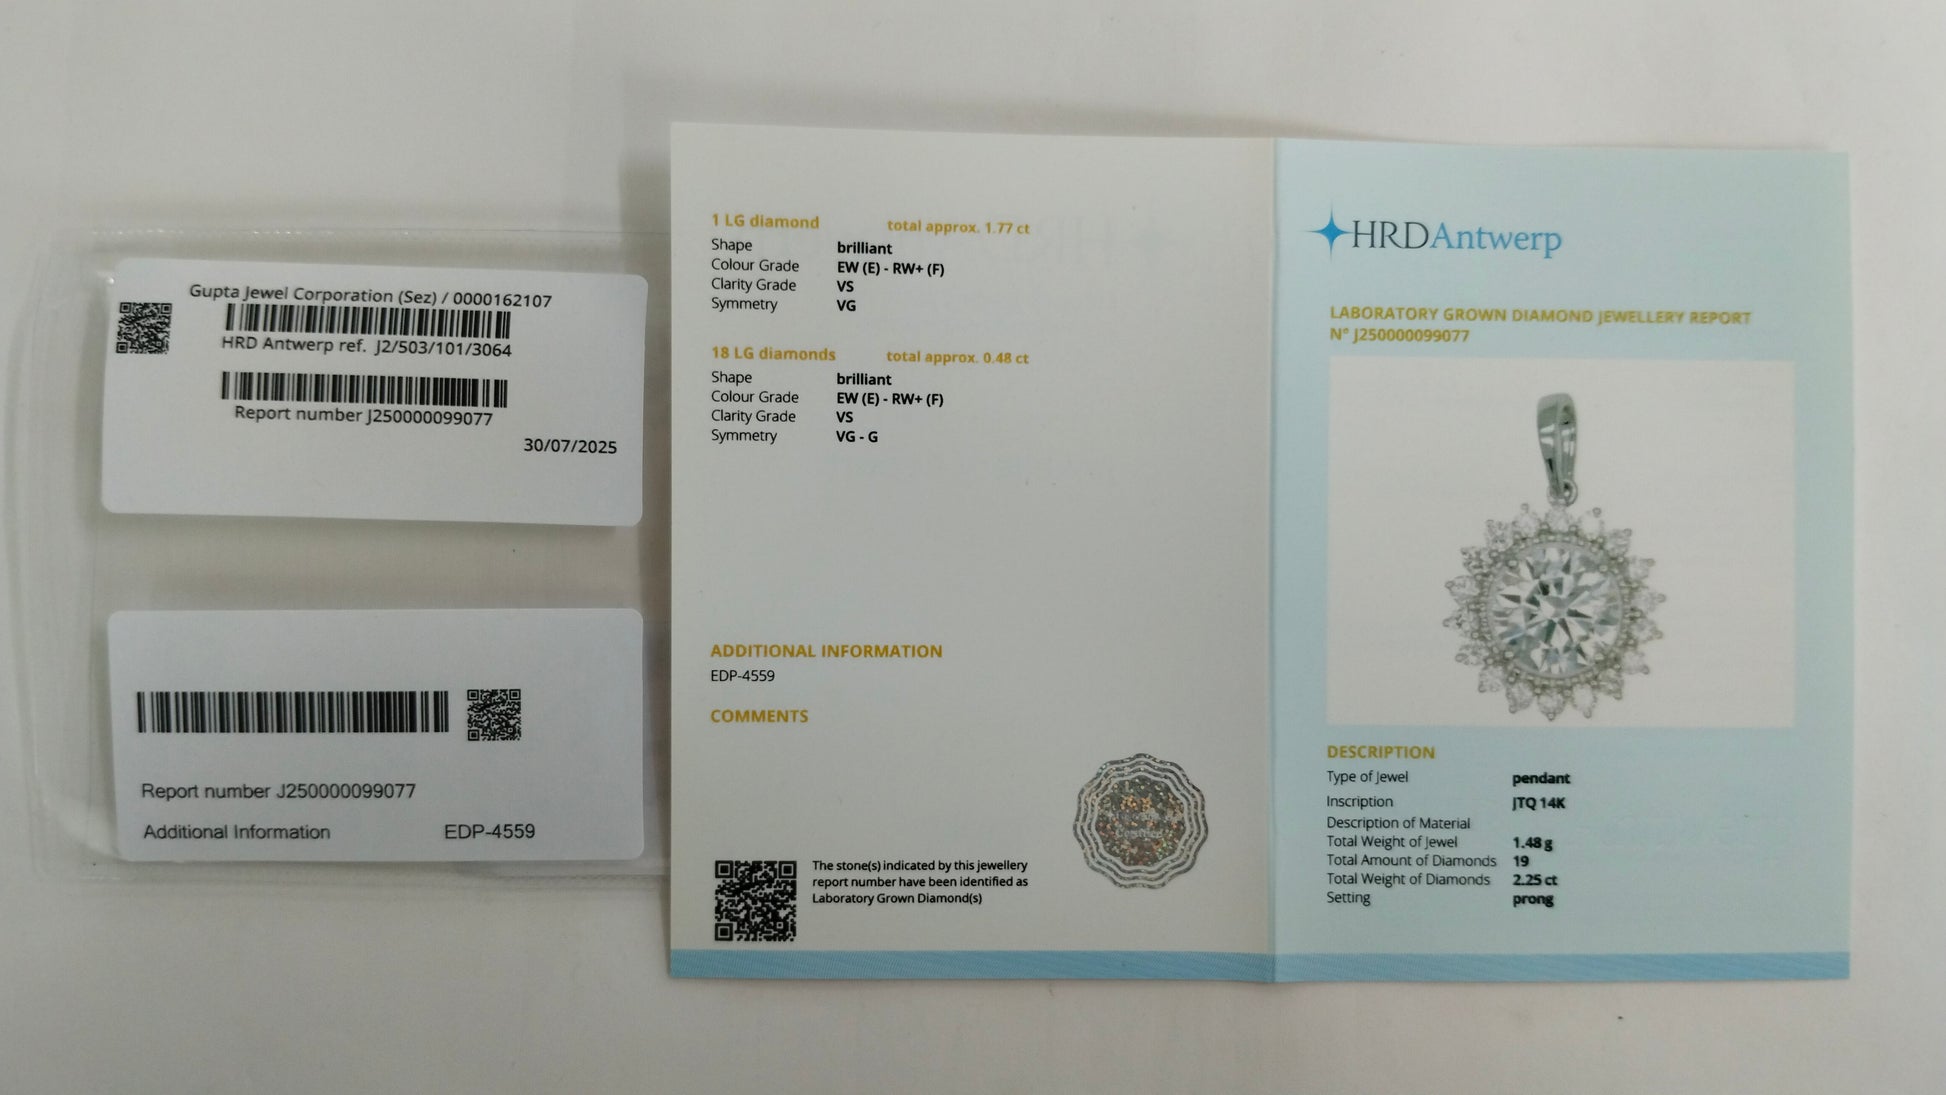 Gupta Jewel Corporation (Sez) / 0000162107
HRD Antwerp ref. J2/503/101/3064
Report number J250000099077
30/07/2025
Report number J250000099077
Additional Information EDP-4559
1 LG diamond total approx. 1.77 ct
Shape brilliant
Colour Grade EW (E) - RW+ (F)
Clarity Grade VS
Symmetry VG
18 LG diamonds total approx. 0.48 ct
Shape brilliant
Colour Grade EW (E) - RW+ (F)
Clarity Grade VS
Symmetry VG - G
ADDITIONAL INFORMATION
EDP-4559
COMMENTS
The stone(s) indicated by this jewellery
report number have been identified as
Laboratory Grown Diamond(s)
HRDAntwerp
LABORATORY GROWN DIAMOND JEWELLERY REPORT
N° J250000099077
DESCRIPTION
Type of Jewel pendant
Inscription JTQ 14K
Description of Material
Total Weight of Jewel 1.48 g
Total Amount of Diamonds 19
Total Weight of Diamonds 2.25 ct
Setting prong